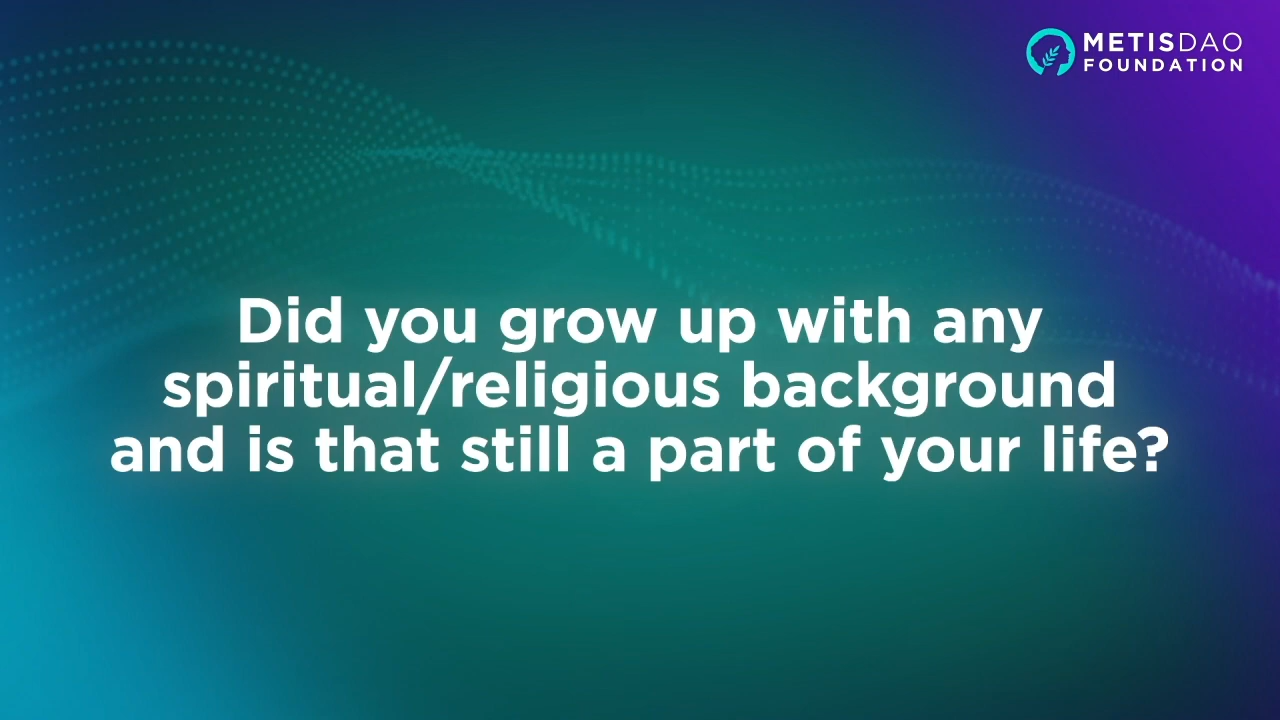 METISDAO
FOUNDATION
Did you grow up with any
spiritual/religious background
and is that still a part of your life?